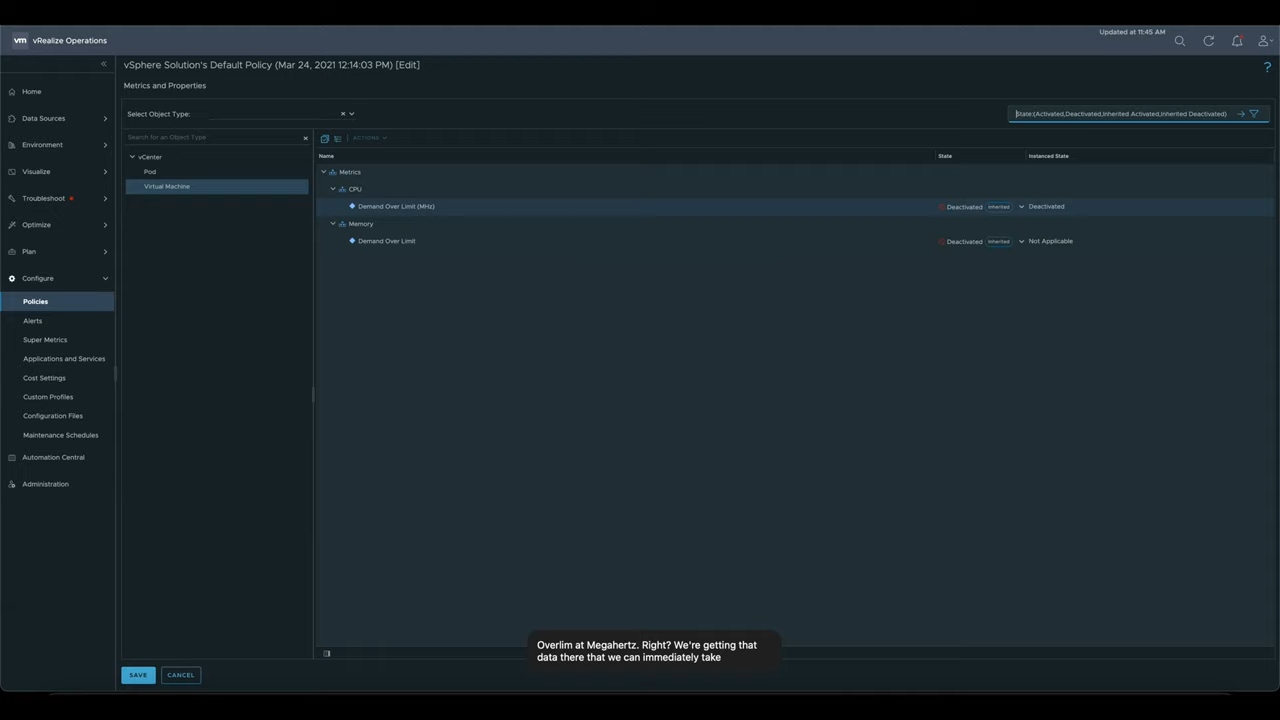 vm vRealize Operations
Updated at 11:45 AM
vSphere Solution's Default Policy (Mar 24, 2021 12:14:03 PM) [Edit]
?
Metrics and Properties
Select Object Type:
State:(Activated,Deactivated,Inherited Activated,Inherited Deactivated)
Search for an Object Type
ACTIONS
Home
Data Sources
Environment
Visualize
Troubleshoot
Optimize
Plan
Configure
Policies
Alerts
Super Metrics
Applications and Services
Cost Settings
Custom Profiles
Configuration Files
Maintenance Schedules
Automation Central
Administration
vCenter
Pod
Virtual Machine
Name State Instanced State
Metrics
CPU
Demand Over Limit (MHz) Deactivated Inherited Deactivated
Memory
Demand Over Limit Deactivated Inherited Not Applicable
Overlim at Megahertz. Right? We're getting that
data there that we can immediately take
SAVE CANCEL